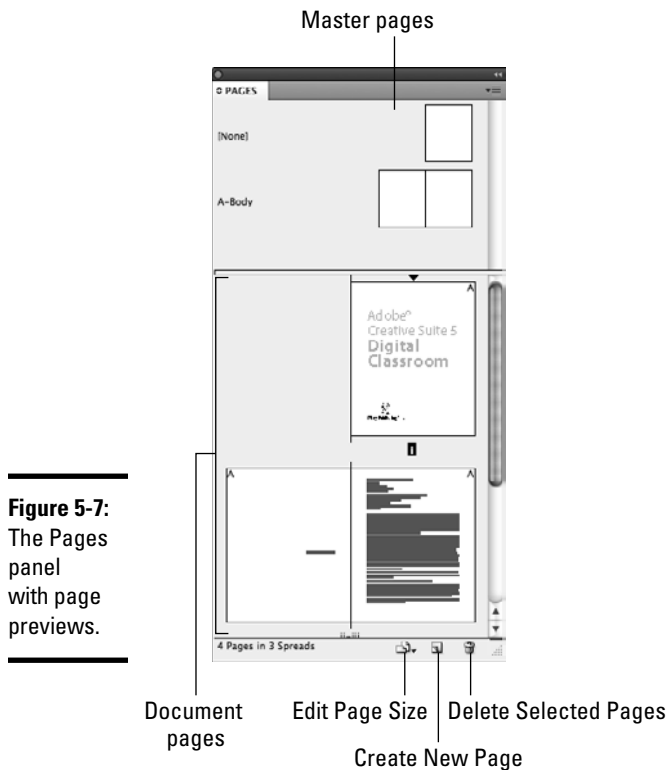 Master pages
PAGES
[None]
A-Body
A
Adobe®
Creative Suite 5
Digital
Classroom
i
A
A
Figure 5-7:
The Pages
panel
with page
previews.
4 Pages in 3 Spreads
Document
pages
Edit Page Size
Delete Selected Pages
Create New Page